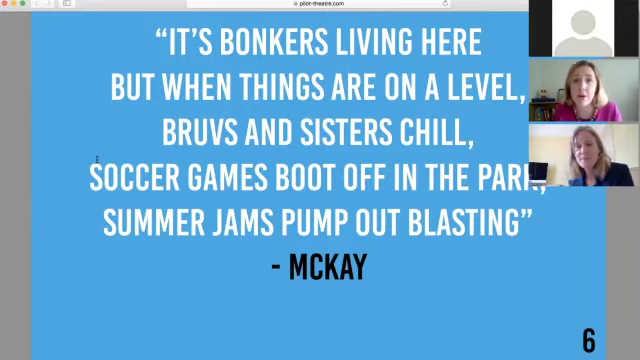 pilot-theatre.com
“IT'S BONKERS LIVING HERE
BUT WHEN THINGS ARE ON A LEVEL,
BRUVS AND SISTERS CHILL,
SOCCER GAMES BOOT OFF IN THE PARK,
SUMMER JAMS PUMP OUT BLASTING”
- MCKAY
6